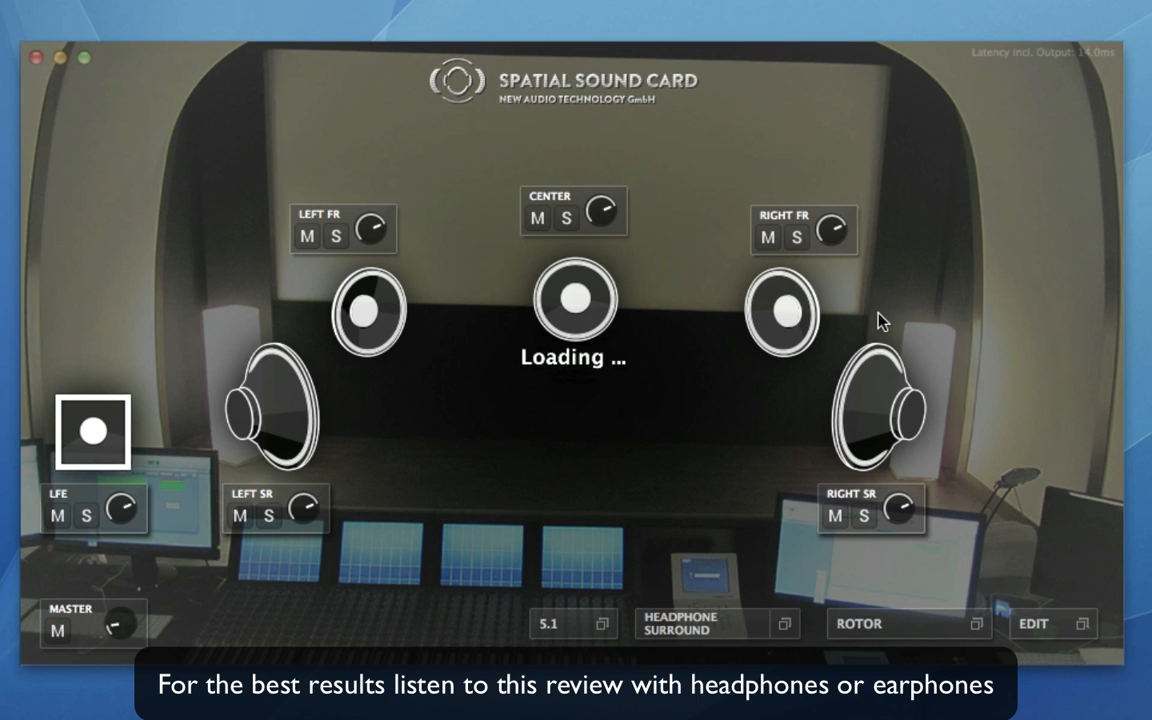 Latency incl. Output: 14.0ms
SPATIAL SOUND CARD
NEW AUDIO TECHNOLOGY GmbH
CENTER
M S
LEFT FR
M S
RIGHT FR
M S
Loading ...
LFE
M S
LEFT SR
M S
RIGHT SR
M S
MASTER
M
5.1
HEADPHONE
SURROUND
ROTOR
EDIT
For the best results listen to this review with headphones or earphones